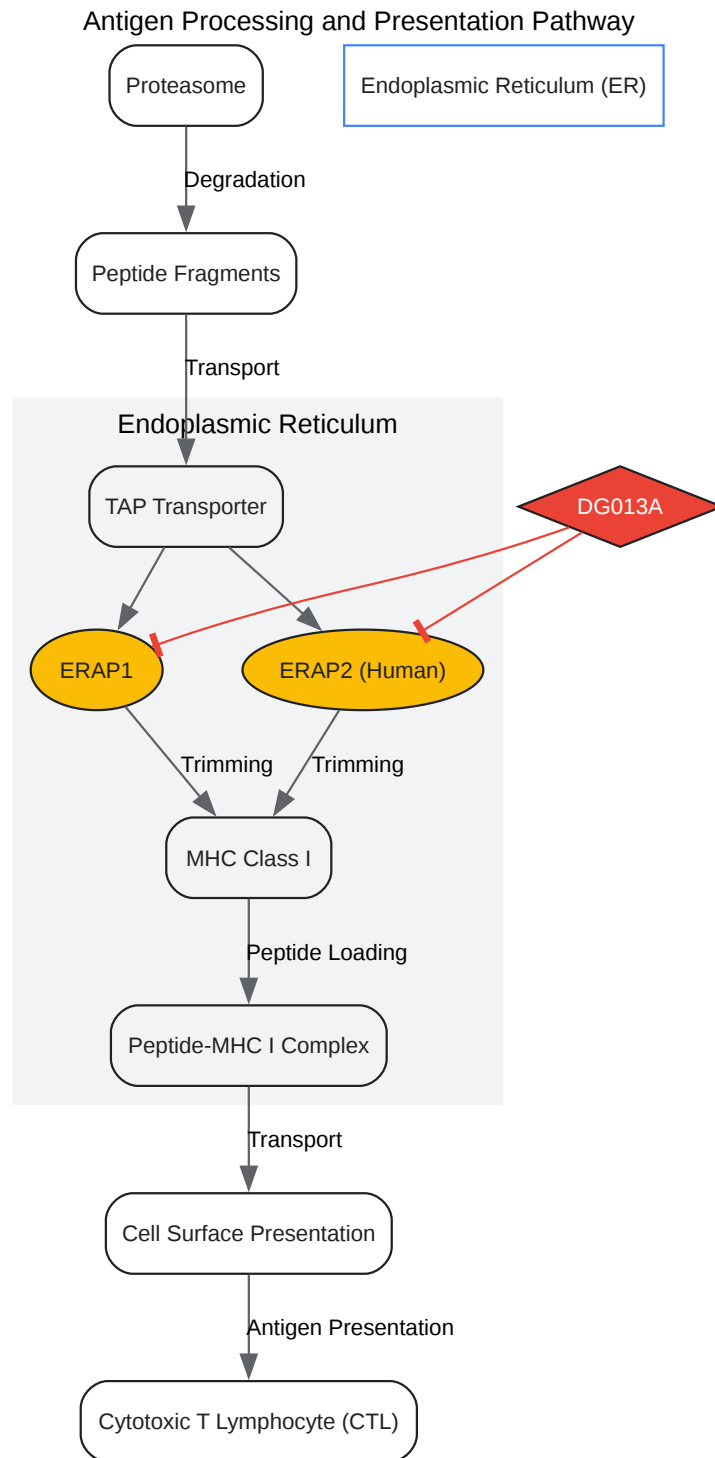 Antigen Processing and Presentation Pathway
Proteasome
Endoplasmic Reticulum (ER)
Degradation
Peptide Fragments
Transport
Endoplasmic Reticulum
TAP Transporter
DG013A
ERAP1
ERAP2 (Human)
Trimming
Trimming
MHC Class I
Peptide Loading
Peptide-MHC I Complex
Transport
Cell Surface Presentation
Antigen Presentation
Cytotoxic T Lymphocyte (CTL)